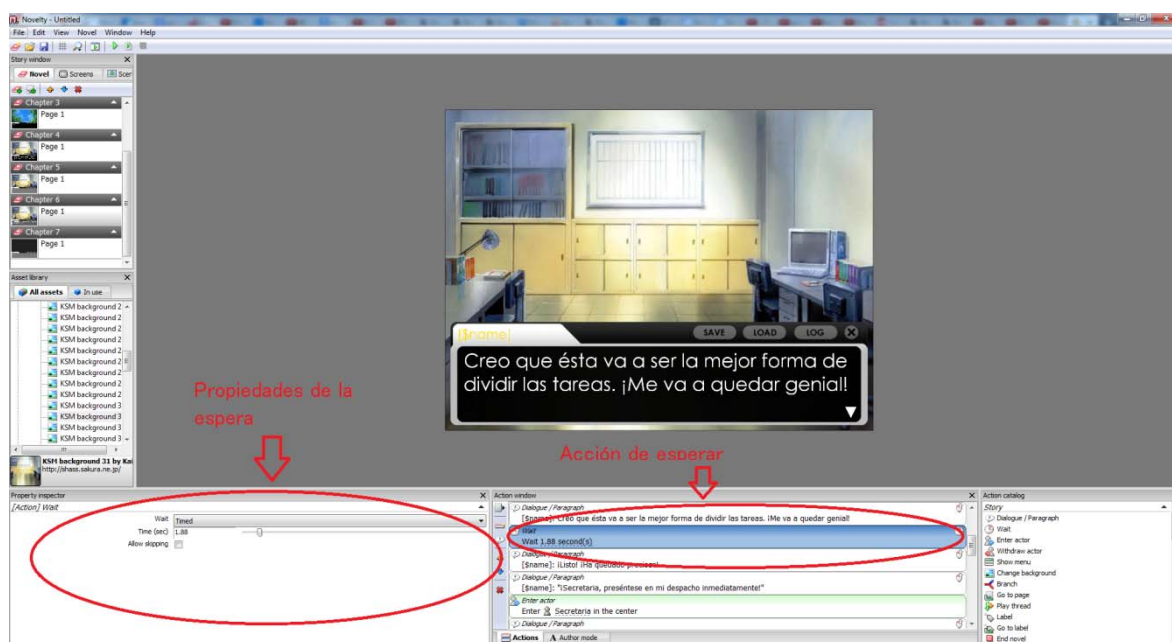 Novelty - Untitled
File Edit View Novel Window Help
Story window
Novel Screens Scer
Chapter 3
Page 1
Chapter 4
Page 1
Chapter 5
Page 1
Chapter 6
Page 1
Chapter 7
Page 1
Asset library
All assets In use
KSM background 2
KSM background 2
KSM background 2
KSM background 2
KSM background 2
KSM background 2
KSM background 2
KSM background 2
KSM background 2
KSM background 3
KSM background 3
KSM background 3
KSM background 3
KSM background 31 by Kai
http://shass.sakura.ne.jp/
[$name]
SAVE LOAD LOG
Creo que ésta va a ser la mejor forma de
dividir las tareas. ¡Me va a quedar genial!
Propiedades de la
espera
Acción de esperar
Property inspector
[Action] Wait
Wait Timed
Time (sec) 1.88
Allow skipping
Action window
Dialogue / Paragraph
[$name]: Creo que ésta va a ser la mejor forma de dividir las tareas. ¡Me va a quedar genial!
Wait
Wait 1.88 second(s)
Dialogue / Paragraph
[$name]: ¡Listo! ¡Ha quedado precioso!
Dialogue / Paragraph
[$name]: "¡Secretaria, preséntese en mi despacho inmediatamente!"
Enter actor
Enter Secretaria in the center
Dialogue / Paragraph
Actions Author mode
Action catalog
Story
Dialogue / Paragraph
Wait
Enter actor
Withdraw actor
Show menu
Change background
Branch
Go to page
Play thread
Label
Go to label
End novel